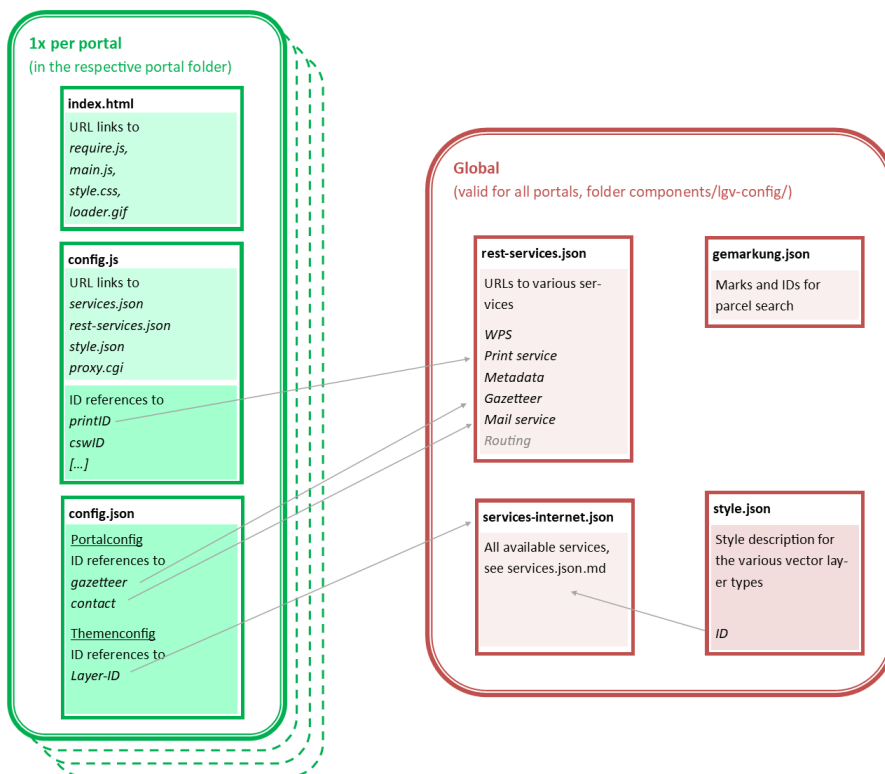 1x per portal
(in the respective portal folder)
index.html
URL links to
require.js,
main.js,
style.css,
loader.gif
config.js
URL links to
services.json
rest-services.json
style.json
proxy.cgi
ID references to
printID
cswID
[...]
config.json
Portalconfig
ID references to
gazetteer
contact
Themenconfig
ID references to
Layer-ID
Global
(valid for all portals, folder components/lgv-config/)
rest-services.json
URLs to various ser-
vices
WPS
Print service
Metadata
Gazetteer
Mail service
Routing
gemarkung.json
Marks and IDs for
parcel search
services-internet.json
All available services,
see services.json.md
style.json
Style description for
the various vector lay-
er types
ID